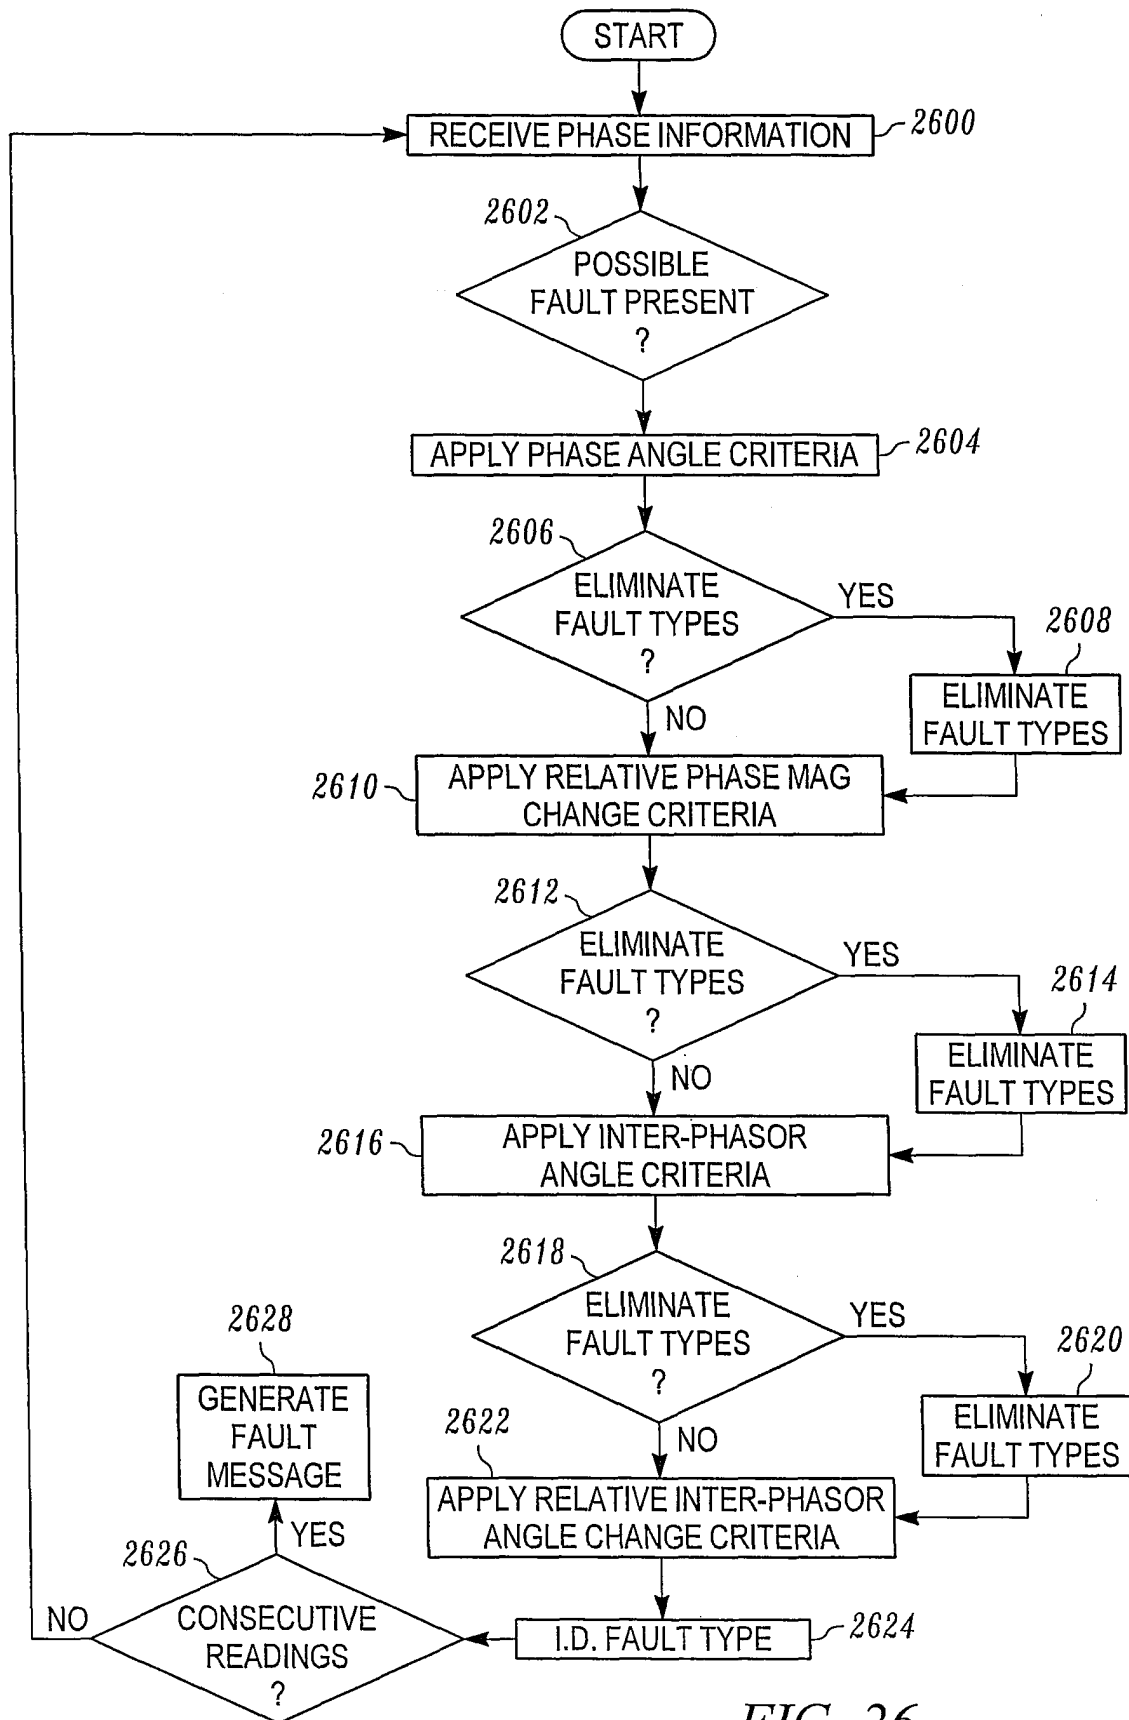 START
RECEIVE PHASE INFORMATION
2600
2602
POSSIBLE
FAULT PRESENT
?
APPLY PHASE ANGLE CRITERIA
2604
2606
ELIMINATE
FAULT TYPES
?
YES
2608
ELIMINATE
FAULT TYPES
NO
2610
APPLY RELATIVE PHASE MAG
CHANGE CRITERIA
2612
ELIMINATE
FAULT TYPES
?
YES
2614
ELIMINATE
FAULT TYPES
NO
2616
APPLY INTER-PHASOR
ANGLE CRITERIA
2618
ELIMINATE
FAULT TYPES
?
YES
2620
ELIMINATE
FAULT TYPES
NO
2622
APPLY RELATIVE INTER-PHASOR
ANGLE CHANGE CRITERIA
I.D. FAULT TYPE
2624
2626
CONSECUTIVE
READINGS
?
NO
YES
2628
GENERATE
FAULT
MESSAGE
FIG. 26